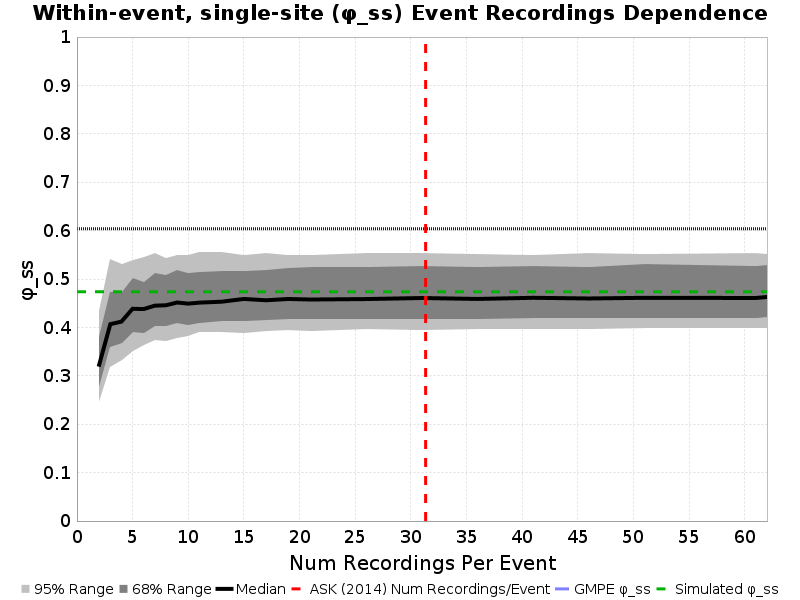 Within-event, single-site (φ_ss) Event Recordings Dependence
1
0.9
0.8
0.7
0.6
0.5
0.4
0.3
0.2
0.1
0
φ_ss
0 5 10 15 20 25 30 35 40 45 50 55 60
Num Recordings Per Event
95% Range 68% Range Median ASK (2014) Num Recordings/Event GMPE φ_ss Simulated φ_ss